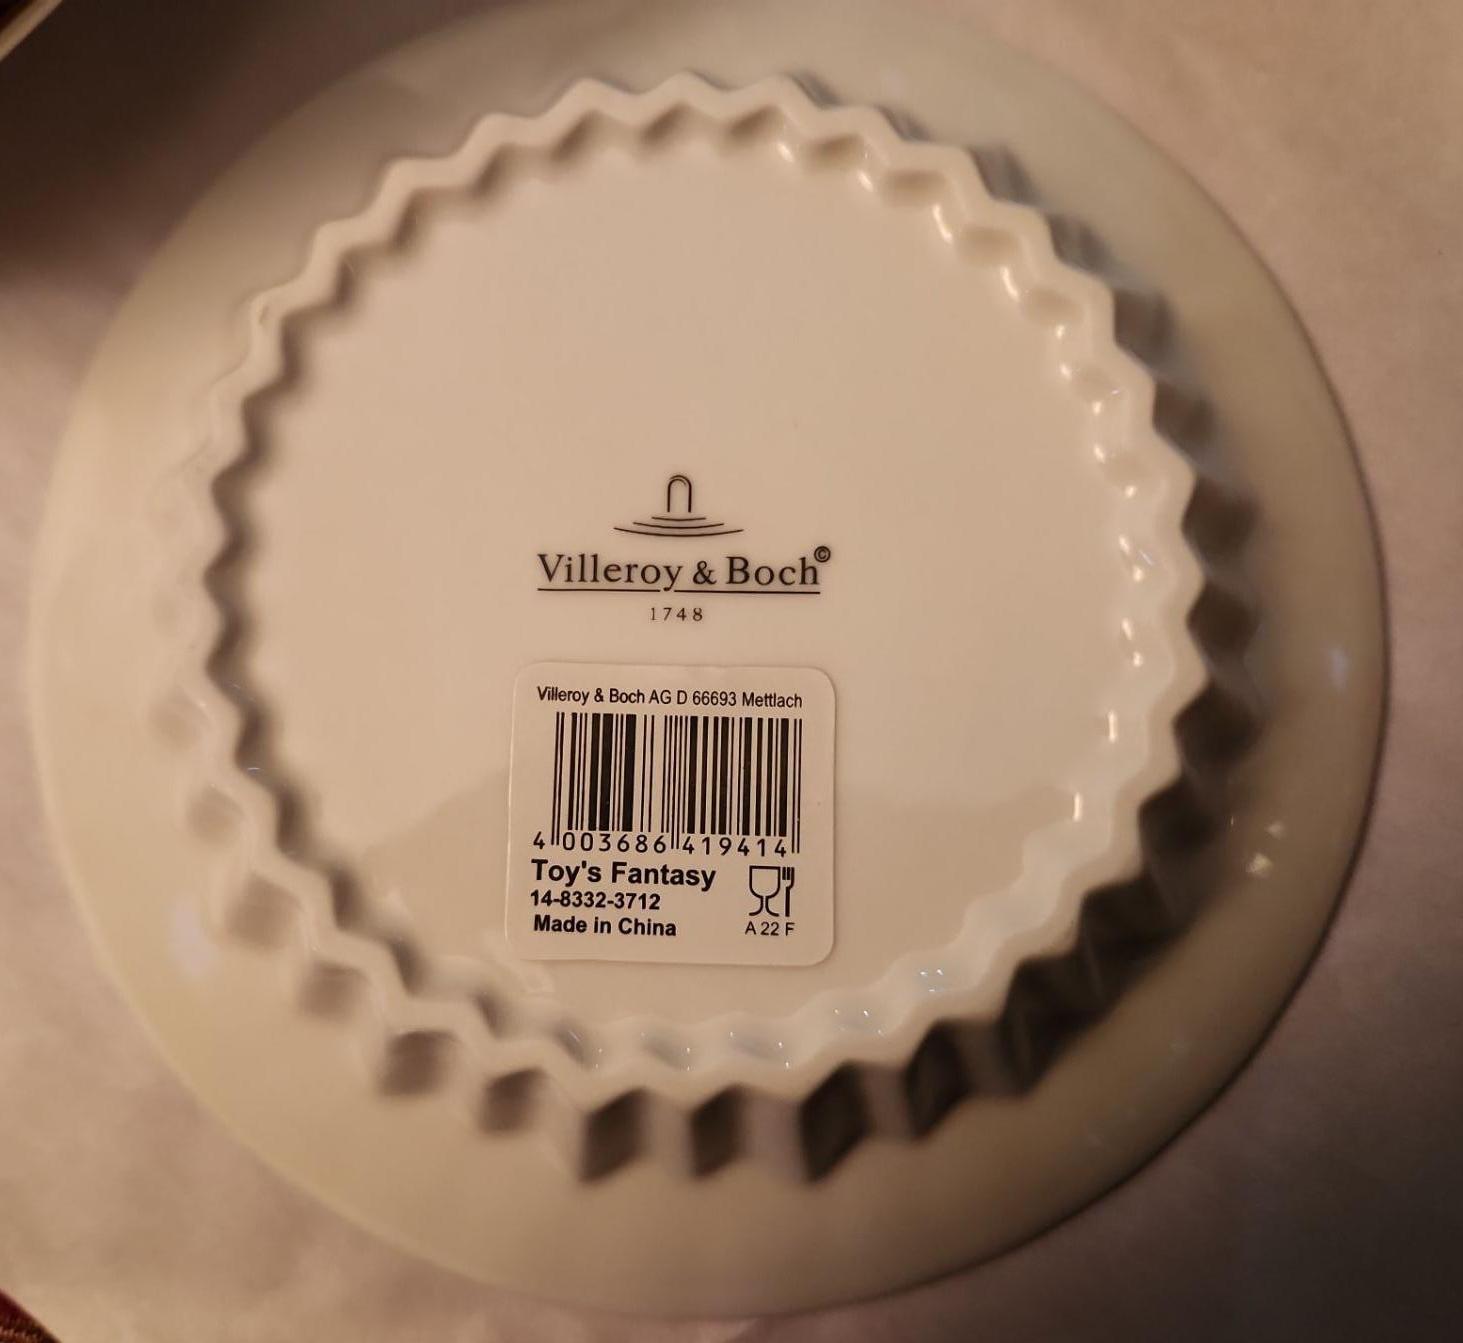 Villeroy & Boch©
1748
Villeroy & Boch AG D 66693 Mettlach
4 003686 419414
Toy's Fantasy
14-8332-3712
Made in China
A 22 F